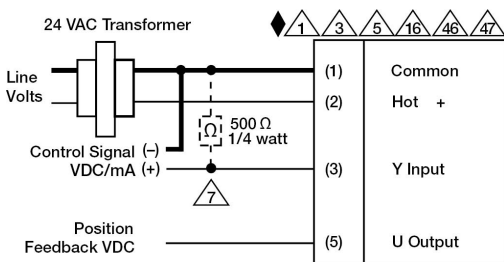 24 VAC Transformer
1 3 5 16 46 47
Line
Volts
(1) Common
(2) Hot +
Ω 500 Ω
1/4 watt
Control Signal (–)
VDC/mA (+)
(3) Y Input
7
Position
Feedback VDC
(5) U Output